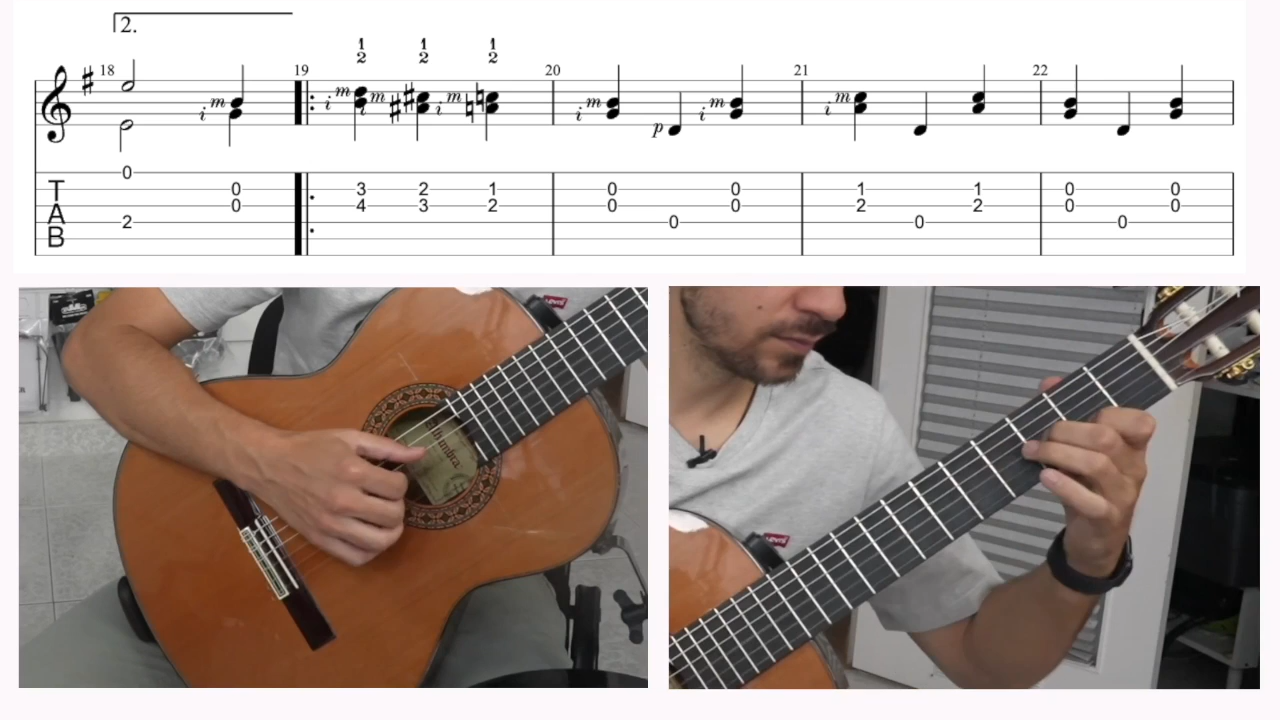 2.
1 1 1
2 2 2
18 19 20 21 22
m m m m m m m
i i i i i i i
p
0 0 3 2 1 0 0 1 1 0 0
T 0 4 3 2 0 0 2 2 0 0
A 2 0 0 0
B
Alhambra
Levi's
Levi's